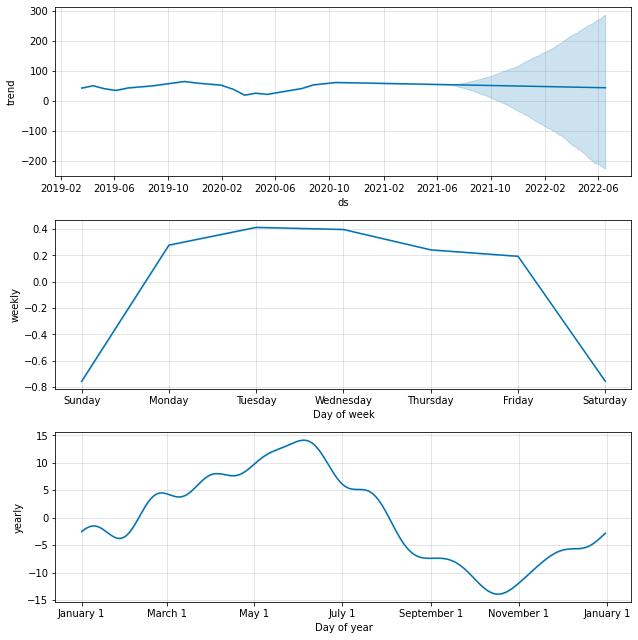 300
200
100
0
−100
−200
trend
2019-02 2019-06 2019-10 2020-02 2020-06 2020-10 2021-02 2021-06 2021-10 2022-02 2022-06
ds
0.4
0.2
0.0
−0.2
−0.4
−0.6
−0.8
weekly
Sunday Monday Tuesday Wednesday Thursday Friday Saturday
Day of week
15
10
5
0
−5
−10
−15
yearly
January 1 March 1 May 1 July 1 September 1 November 1 January 1
Day of year